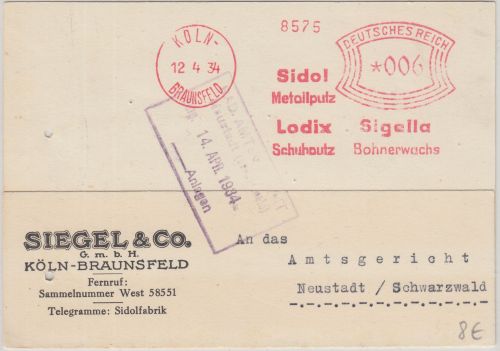 8575
KÖLN-
12 4 34
BRAUNSFELD
DEUTSCHES REICH
*006
Sidol
Metallputz
Lodix Sigella
Schuhputz Bohnerwachs
14. APR. 1934
Anlagen
SIEGEL & CO.
G. m. b. H.
KÖLN-BRAUNSFELD
Fernruf:
Sammelnummer West 58551
Telegramme: Sidolfabrik
An das
Amtsgericht
Neustadt / Schwarzwald
8€